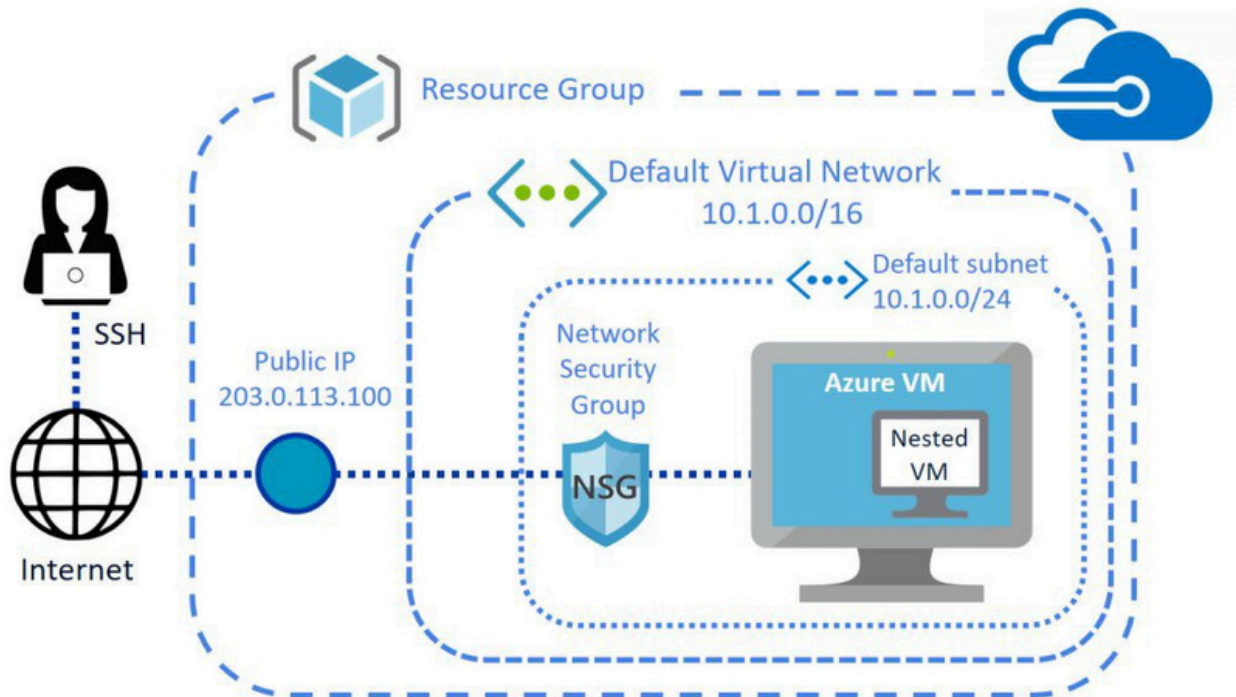 Resource Group
Default Virtual Network
10.1.0.0/16
Default subnet
10.1.0.0/24
SSH
Public IP
203.0.113.100
Network
Security
Group
NSG
Azure VM
Nested
VM
Internet